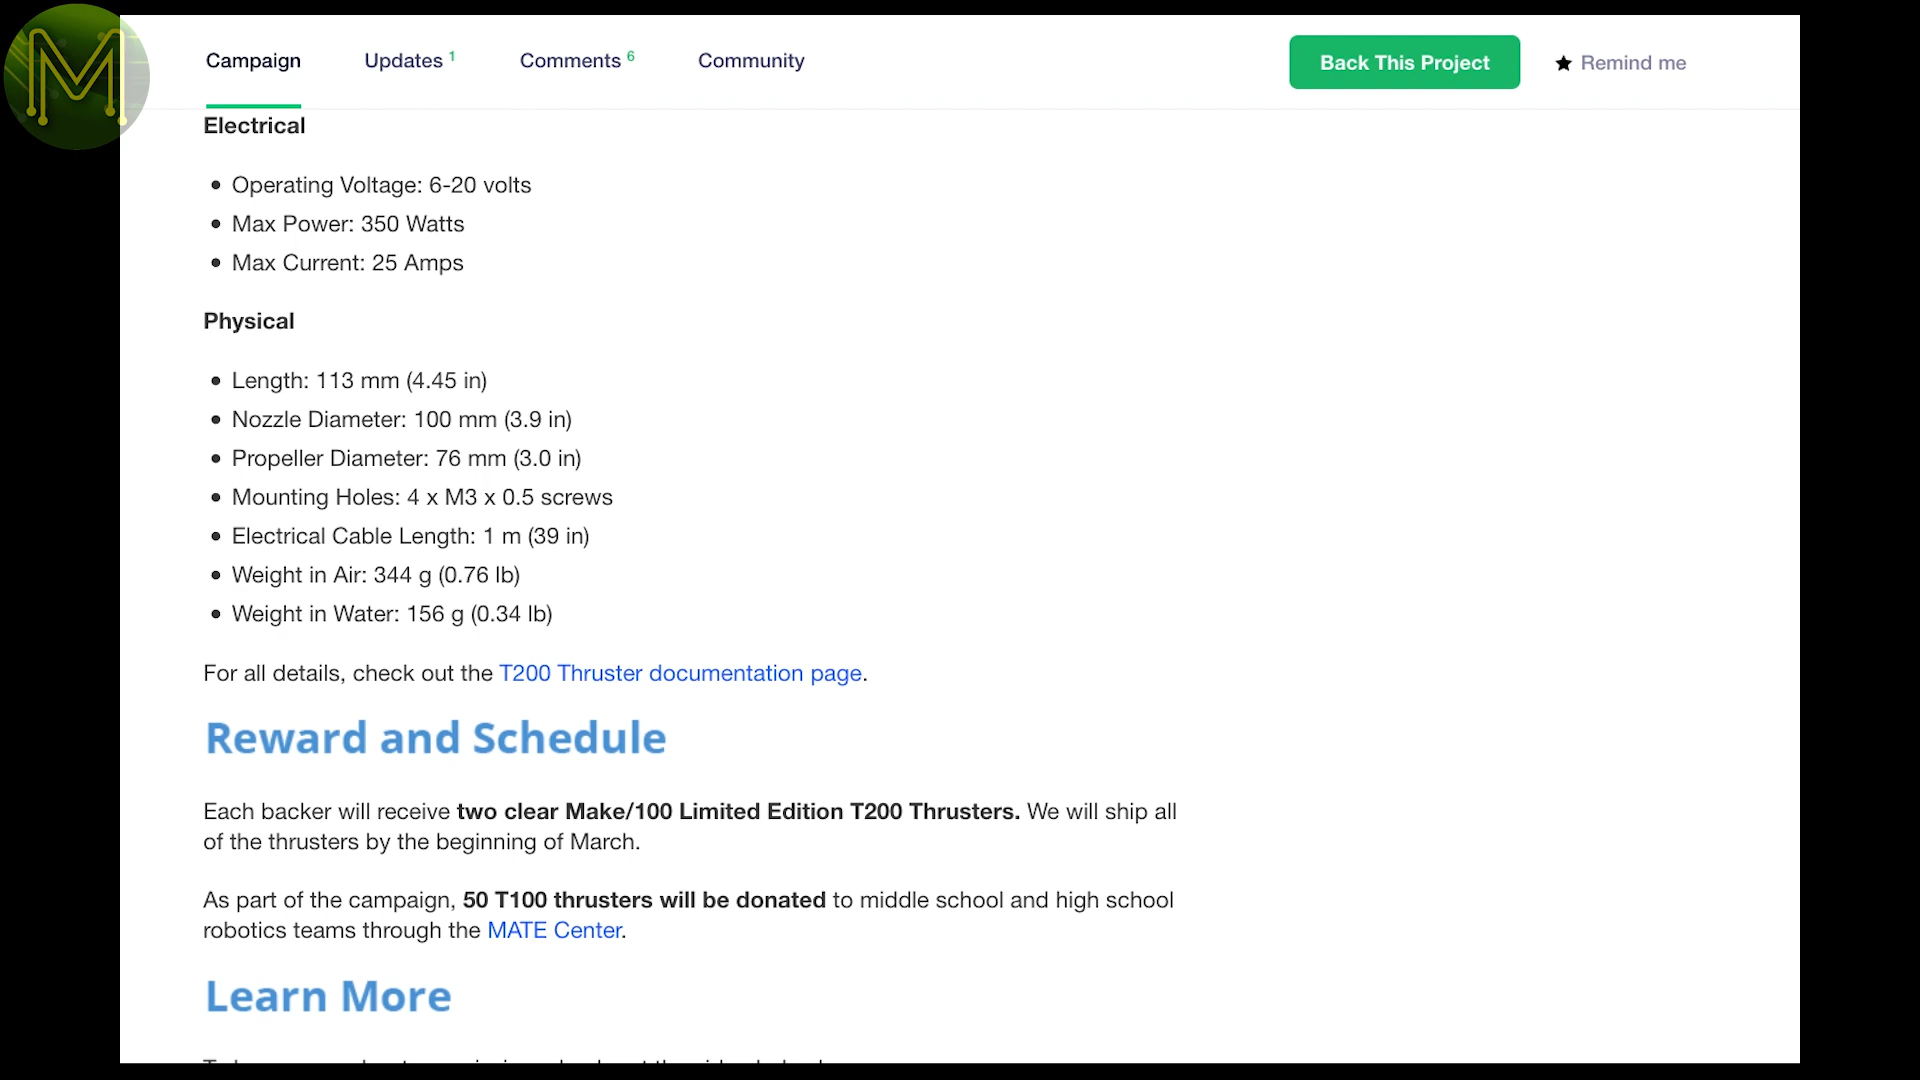 M
Campaign
Updates 1
Comments 6
Community
Back This Project
Remind me
Electrical
Operating Voltage: 6-20 volts
Max Power: 350 Watts
Max Current: 25 Amps
Physical
Length: 113 mm (4.45 in)
Nozzle Diameter: 100 mm (3.9 in)
Propeller Diameter: 76 mm (3.0 in)
Mounting Holes: 4 x M3 x 0.5 screws
Electrical Cable Length: 1 m (39 in)
Weight in Air: 344 g (0.76 lb)
Weight in Water: 156 g (0.34 lb)
For all details, check out the T200 Thruster documentation page.
Reward and Schedule
Each backer will receive two clear Make/100 Limited Edition T200 Thrusters. We will ship all
of the thrusters by the beginning of March.
As part of the campaign, 50 T100 thrusters will be donated to middle school and high school
robotics teams through the MATE Center.
Learn More